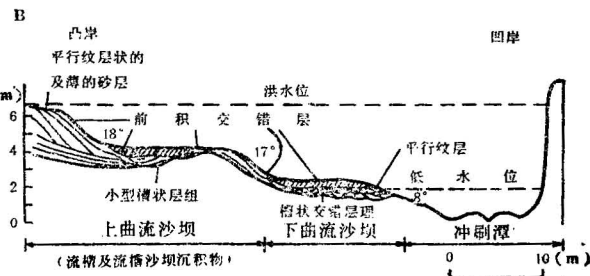 B
凸岸
凹岸
平行纹层状的
及薄的砂层
(m)
洪水位
6
18°
前积交错层
4
17°
平行纹层
小型槽状层组
低水位
2
8°
槽状交错层理
0
上曲流沙坝
下曲流沙坝
冲刷潭
(流槽及流槽沙坝沉积物)
0
10 (m)